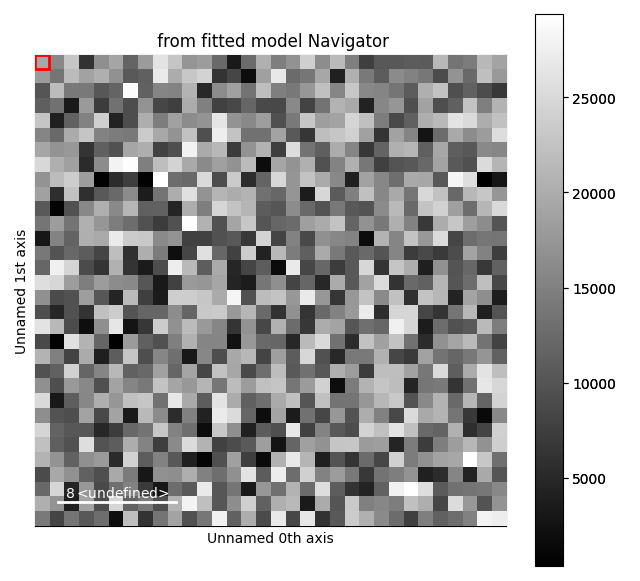 from fitted model Navigator
25000
20000
15000
10000
5000
Unnamed 1st axis
8 <undefined>
Unnamed 0th axis